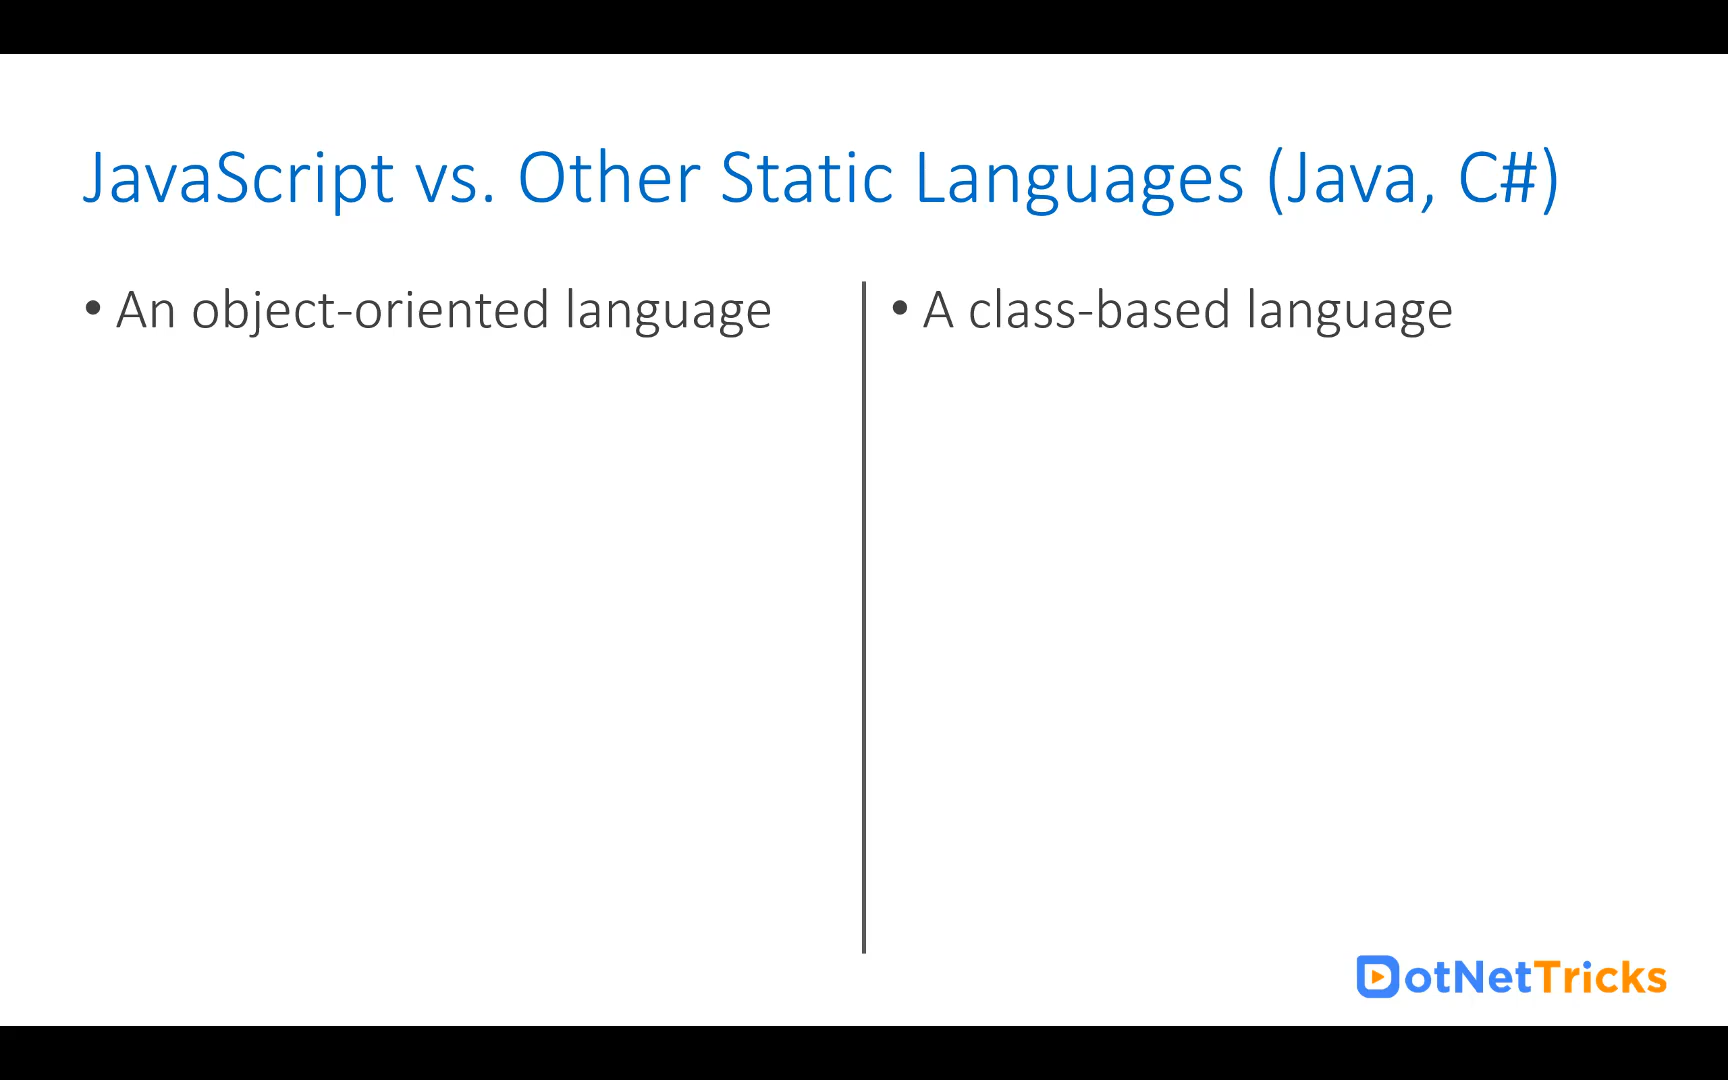 JavaScript vs. Other Static Languages (Java, C#)
• An object-oriented language
• A class-based language
DotNetTricks